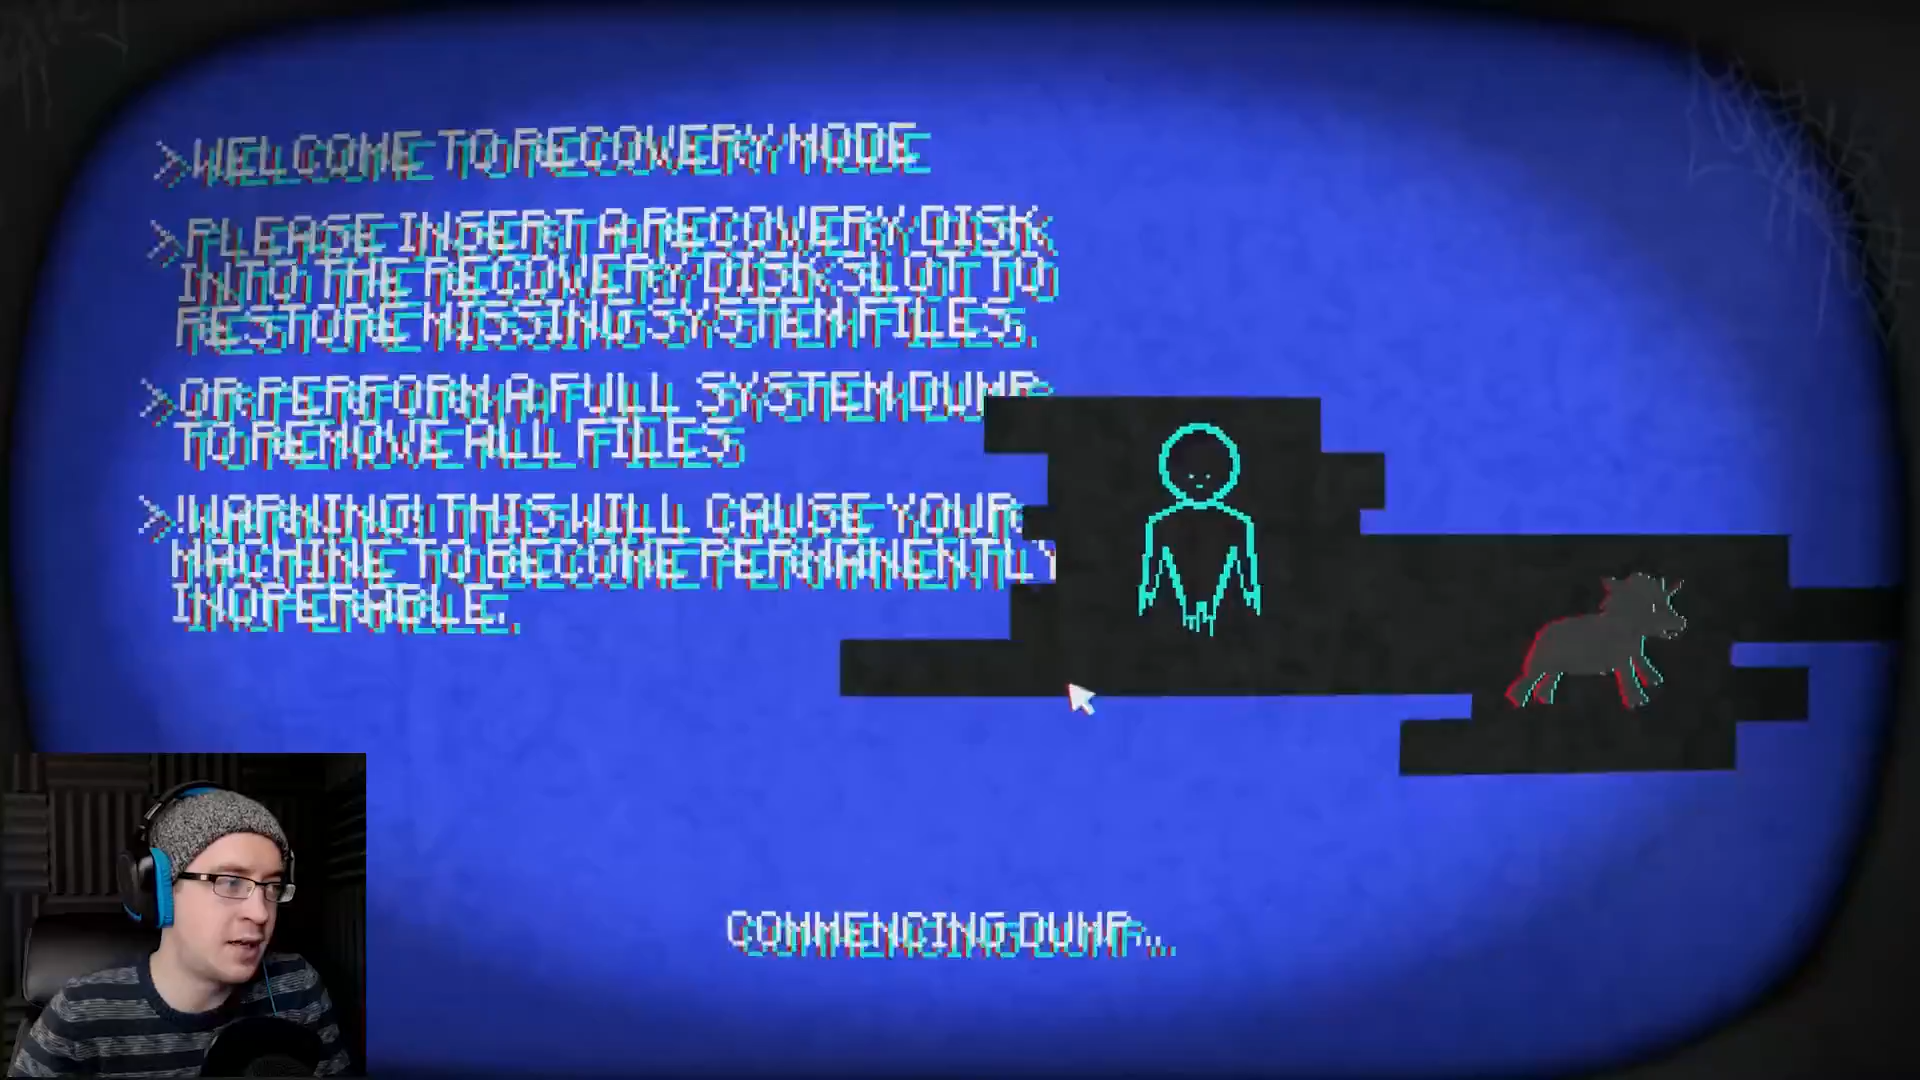 >WELCOME TO RECOVERY MODE
>PLEASE INSERT A RECOVERY DISK
INTO THE RECOVERY DISK SLOT TO
RESTORE MISSING SYSTEM FILES.
>OR PERFORM A FULL SYSTEM DUMP
TO REMOVE ALL FILES
>!WARNING! THIS WILL CAUSE YOUR
MACHINE TO BECOME PERMANENTLY
INOPERABLE.
COMMENCING DUMP...